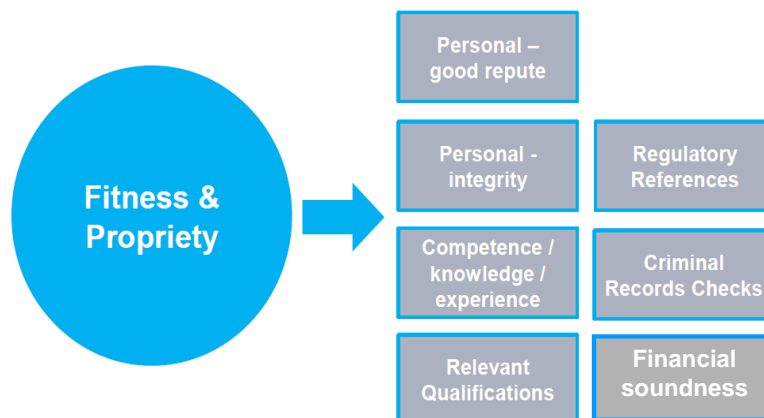 Fitness &
Propriety
Personal –
good repute
Personal -
integrity
Regulatory
References
Competence /
knowledge /
experience
Criminal
Records Checks
Relevant
Qualifications
Financial
soundness